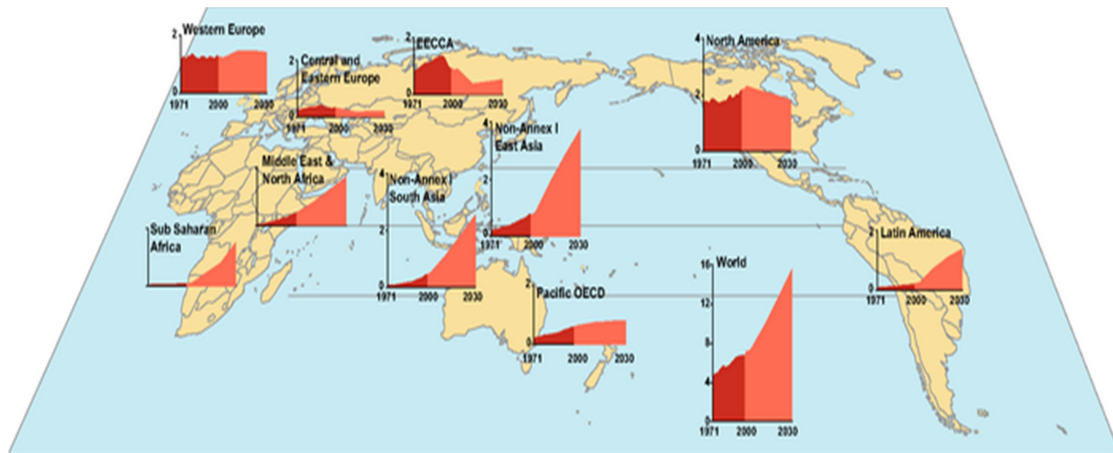 2
Western Europe
0
1971 2000 2030
2
Central and
Eastern Europe
0
1971 2000 2030
2
EECCA
0
1971 2000 2030
4
North America
2
0
1971 2000 2030
4
Non-Annex I
East Asia
2
0
1971 2000 2030
Middle East &
North Africa
4
Non-Annex I
South Asia
2
0
1971 2000 2030
Sub Saharan
Africa
2
Pacific OECD
0
1971 2000 2030
16
World
12
8
4
0
1971 2000 2030
2
Latin America
0
1971 2000 2030